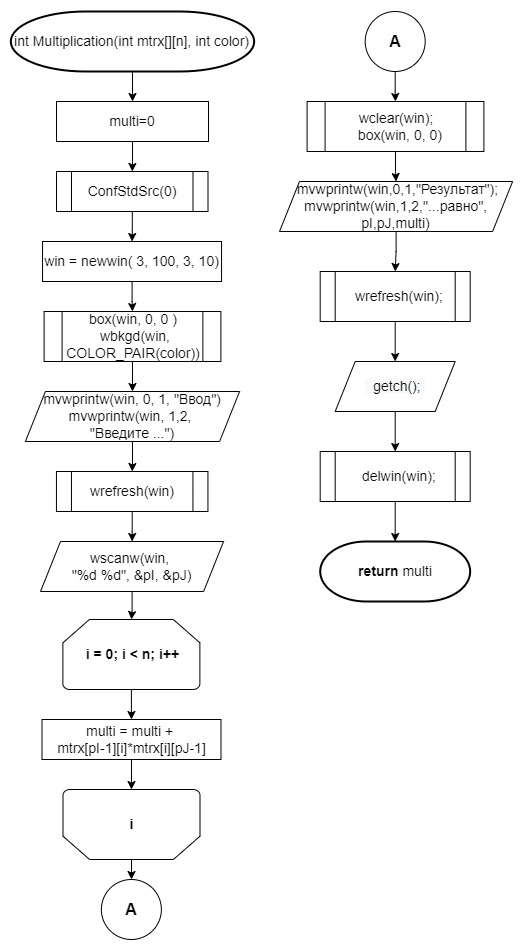 int Multiplication(int mtrx[][n], int color)
multi=0
ConfStdSrc(0)
win = newwin( 3, 100, 3, 10)
box(win, 0, 0 )
wbkgd(win,
COLOR_PAIR(color))
mvwprintw(win, 0, 1, "Ввод")
mvwprintw(win, 1,2,
"Введите ...")
wrefresh(win)
wscanw(win,
"%d %d", &pI, &pJ)
i = 0; i < n; i++
multi = multi +
mtrx[pI-1][i]*mtrx[i][pJ-1]
i
A
A
wclear(win);
box(win, 0, 0)
mvwprintw(win,0,1,"Результат");
mvwprintw(win,1,2,"...равно",
pI,pJ,multi)
wrefresh(win);
getch();
delwin(win);
return multi